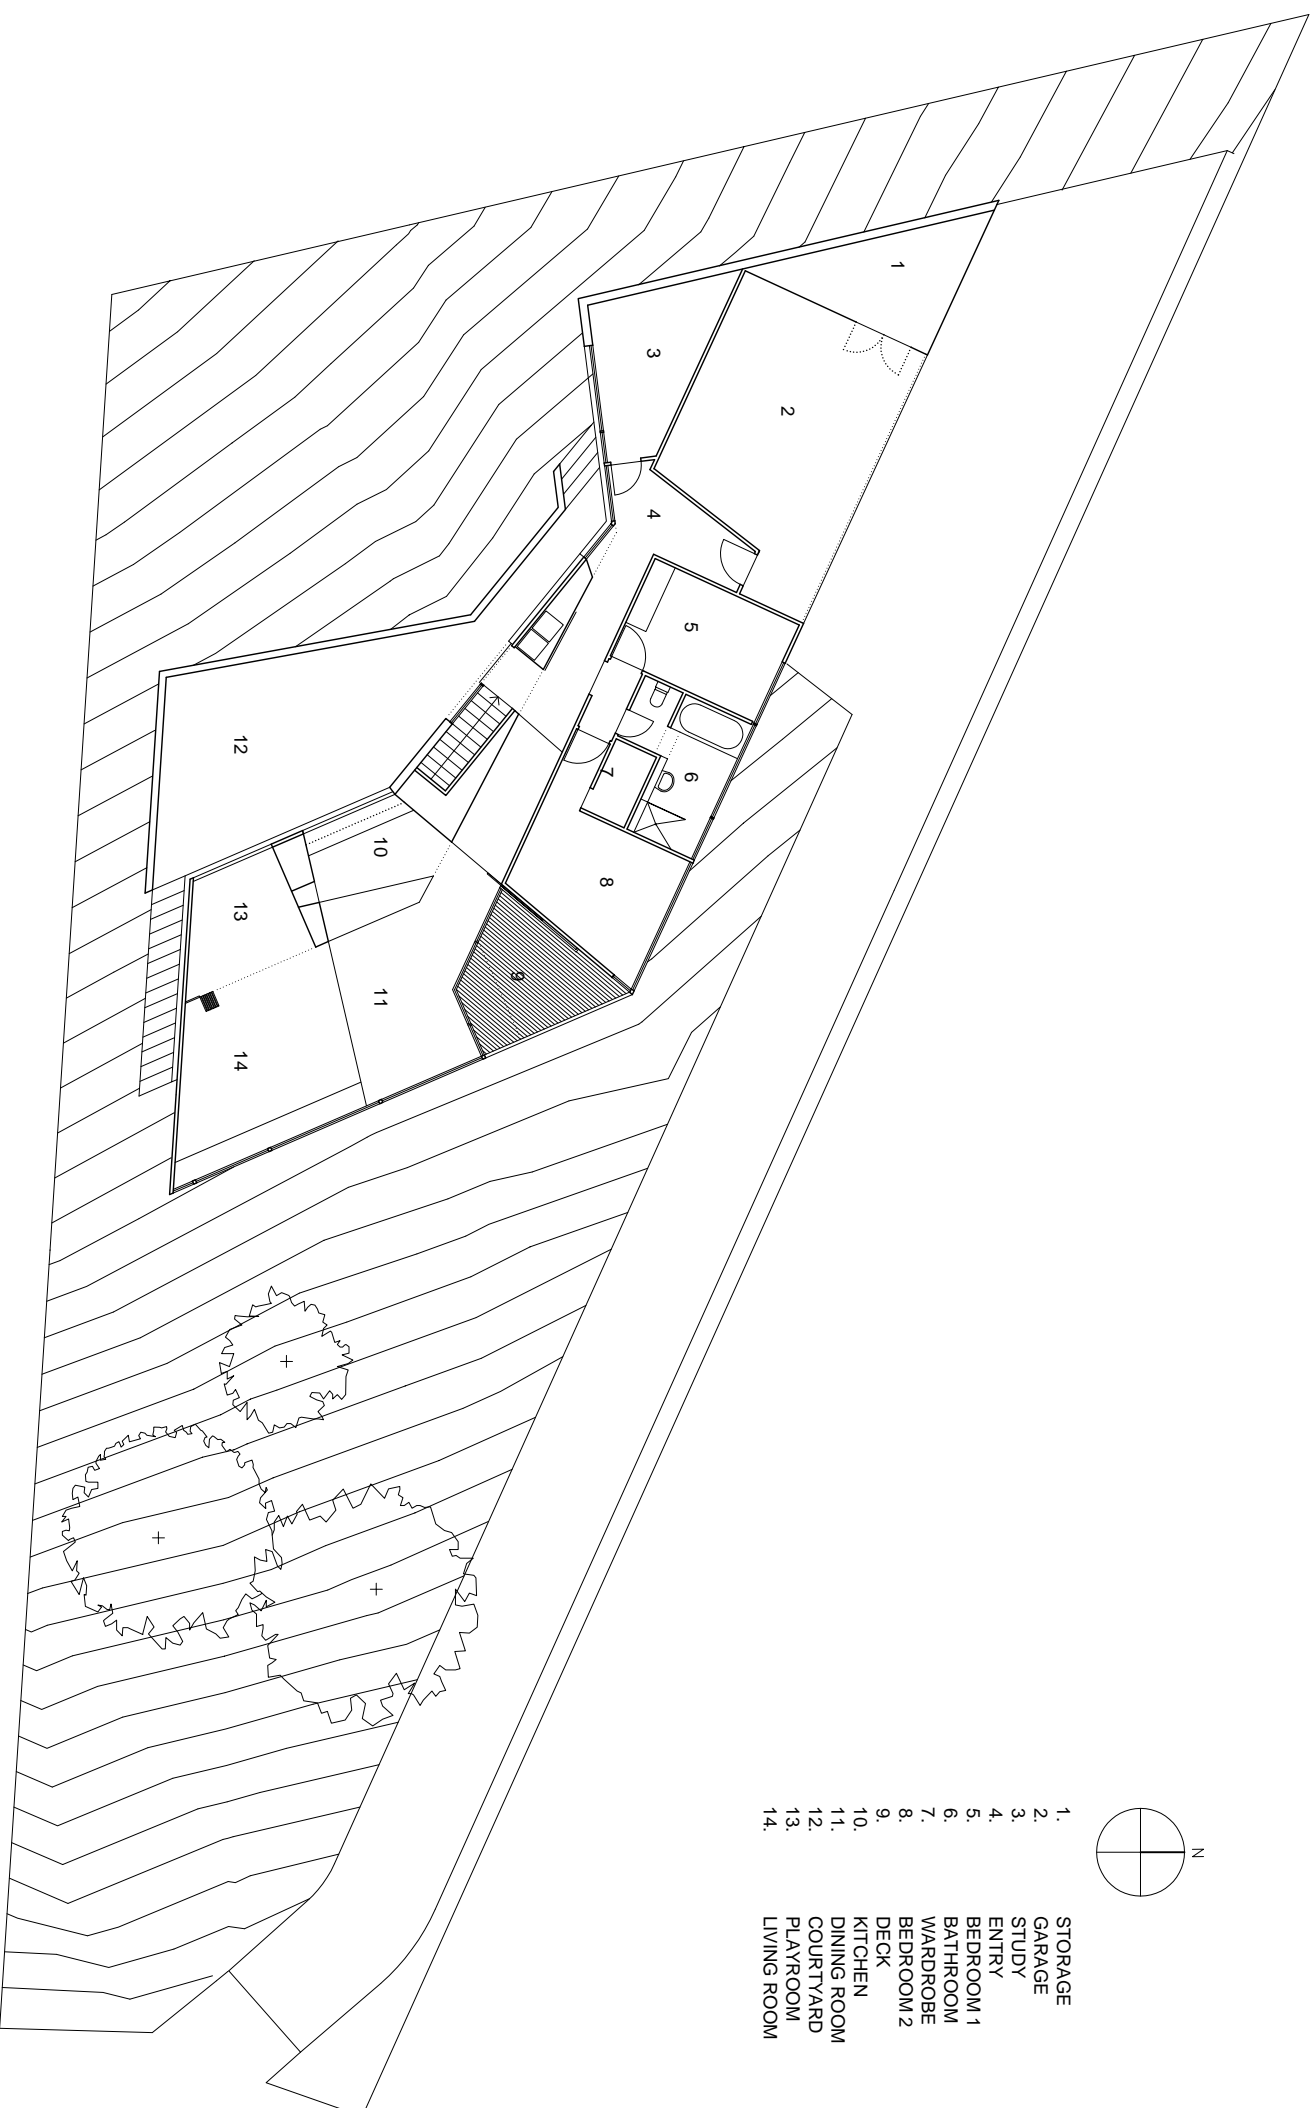 N
1. STORAGE
2. GARAGE
3. STUDY
4. ENTRY
5. BEDROOM 1
6. BATHROOM
7. WARDROBE
8. BEDROOM 2
9. DECK
10. KITCHEN
11. DINING ROOM
12. COURTYARD
13. PLAYROOM
14. LIVING ROOM
1
2
3
4
5
6
7
8
9
10
11
12
13
14